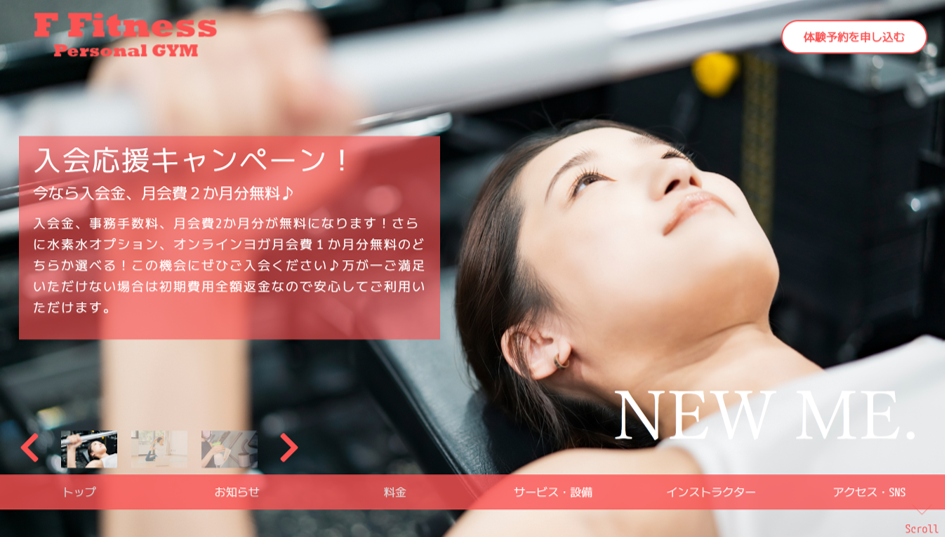 F Fitness
Personal GYM
体験予約を申し込む
入会応援キャンペーン！
今なら入会金、月会費２か月分無料♪
入会金、事務手数料、月会費2か月分が無料になります！さら
に水素水オプション、オンラインヨガ月会費１か月分無料のど
ちらか選べる！この機会にぜひご入会ください♪万が一ご満足
いただけない場合は初期費用全額返金なので安心してご利用い
ただけます。
NEW ME.
トップ
お知らせ
料金
サービス・設備
インストラクター
アクセス・SNS
Scroll